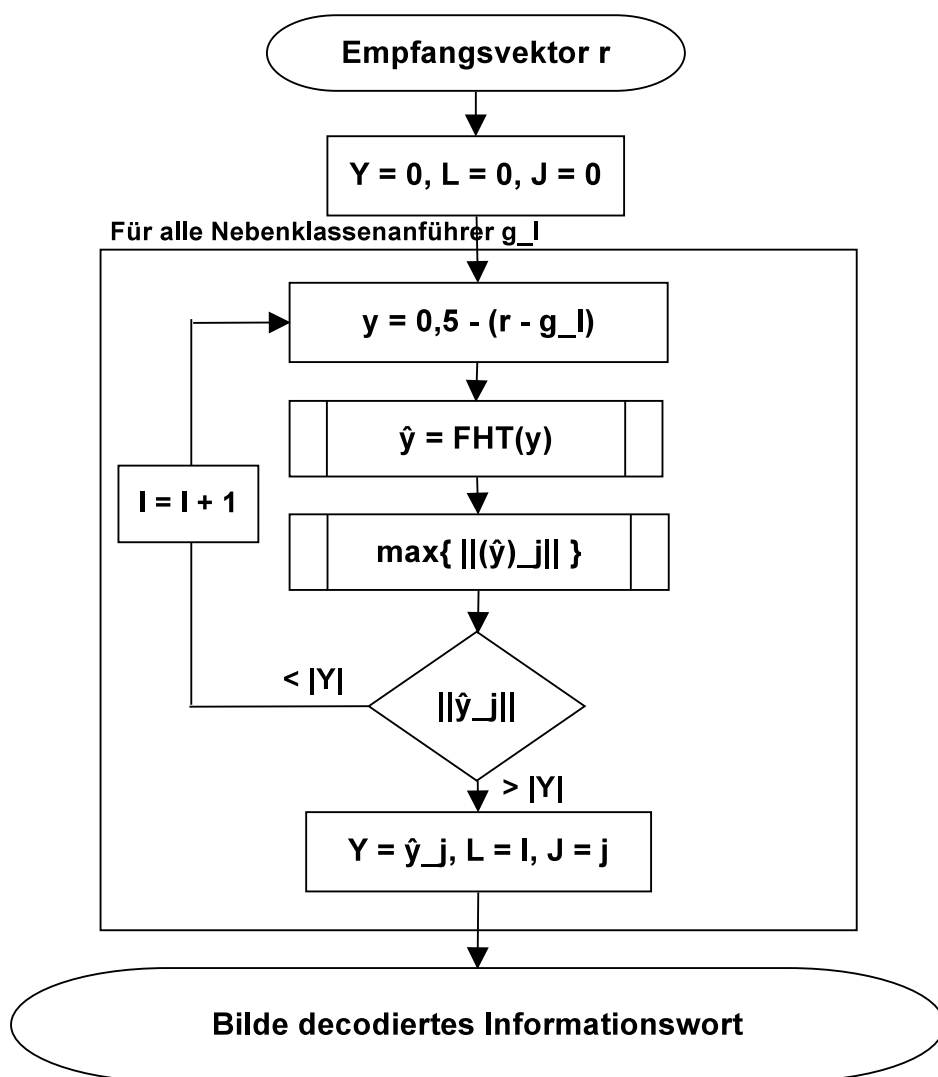 Empfangsvektor r
Y = 0, L = 0, J = 0
Für alle Nebenklassenanführer g_l
y = 0,5 - (r - g_l)
ŷ = FHT(y)
l = l + 1
max{ ||(ŷ)_j|| }
< |Y|
||ŷ_j||
> |Y|
Y = ŷ_j, L = l, J = j
Bilde decodiertes Informationswort